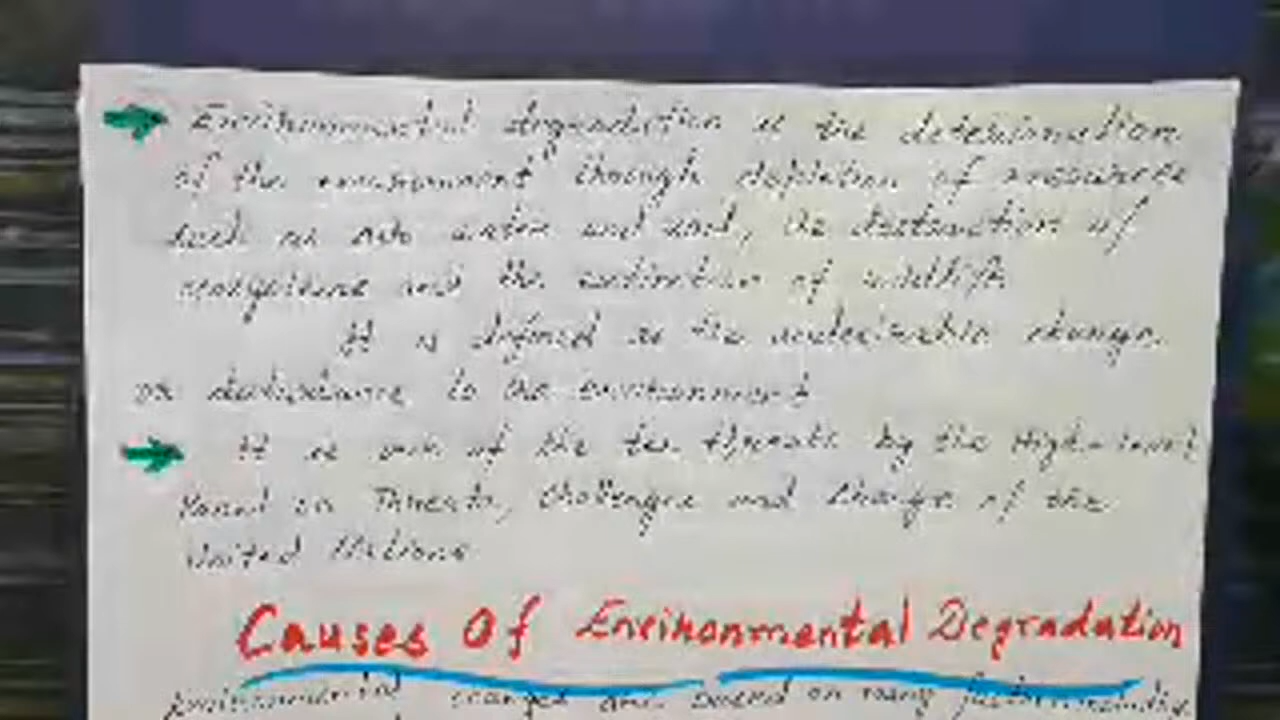 Environmental degradation is the deterioration
of the environment through depletion of resources
such as air, water and soil, the destruction of
ecosystems and the extinction of wildlife
It is defined as the undesirable change
or disturbance to the environment
It is one of the ten threats by the High-level
Panel on Threats, Challenges and Change of the
United Nations
Causes Of Environmental Degradation
Environmental changes are based on many factors including